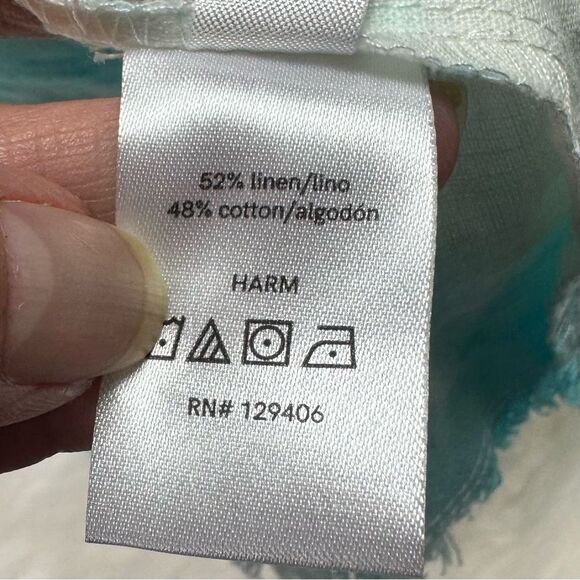 52% linen/lino
48% cotton/algodón
HARM
RN# 129406